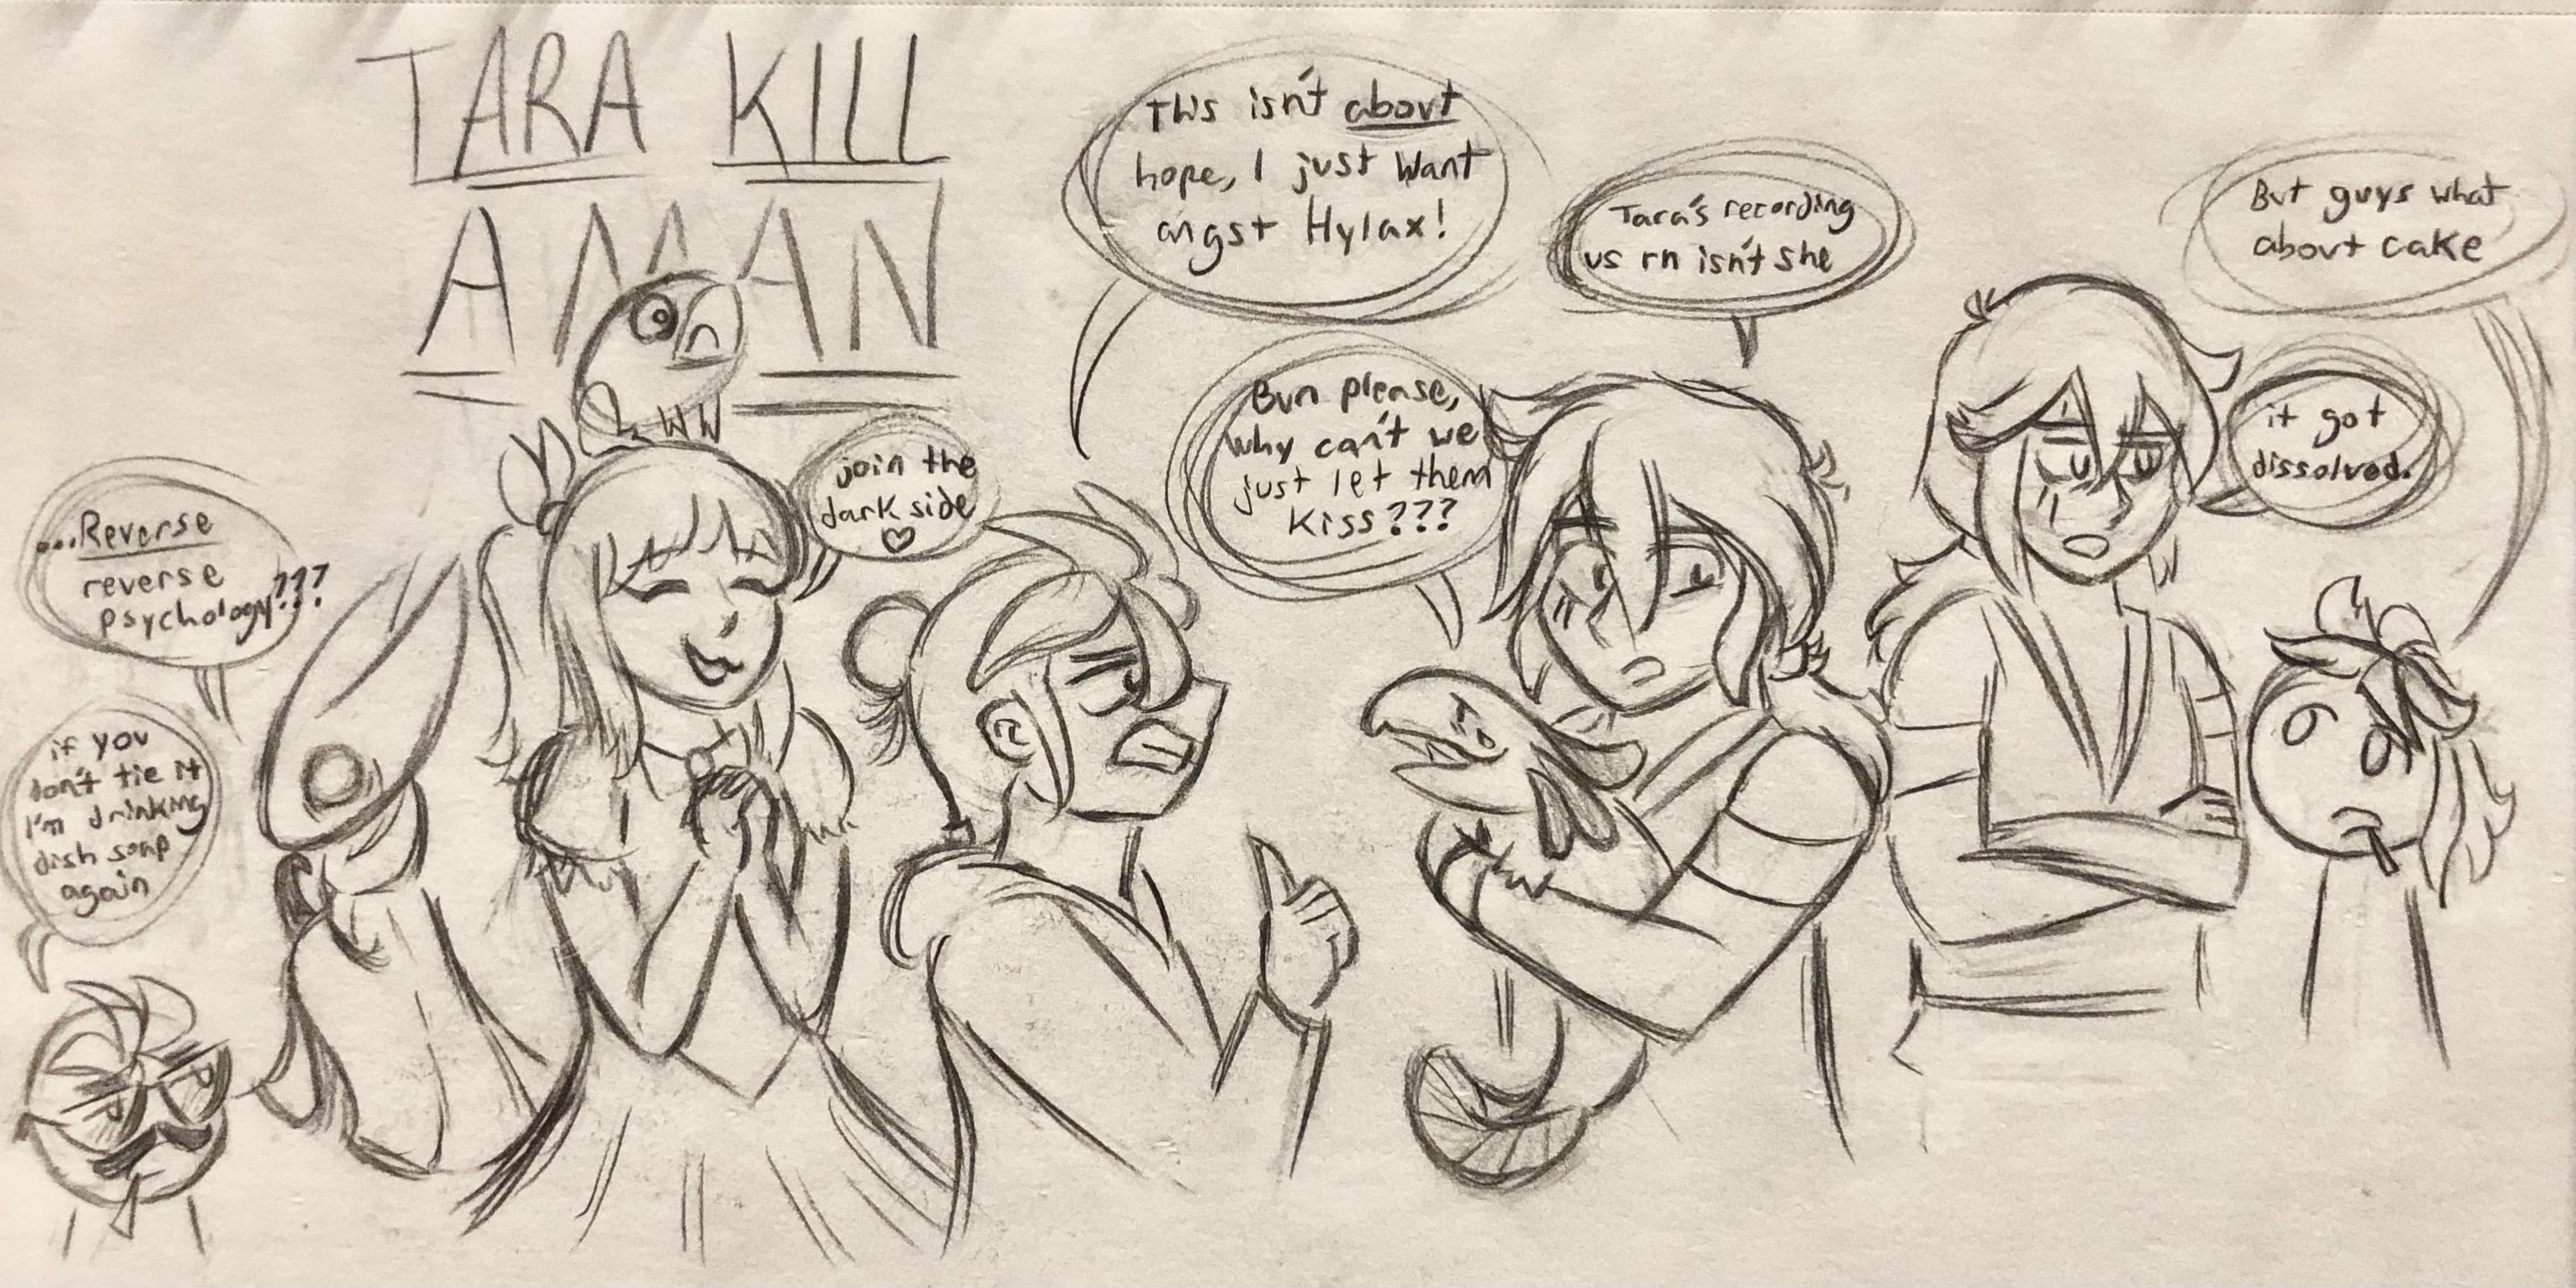 TARA KILL
A MAN
This isn't about
hope, I just want
angst Hylax!
Tara's recording
us rn isn't she
But guys what
about cake
Bun please,
why can't we
just let them
kiss???
it got
dissolved.
join the
dark side
♡
...Reverse
reverse
psychology???
if you
don't tie it
I'm drinking
dish soap
again